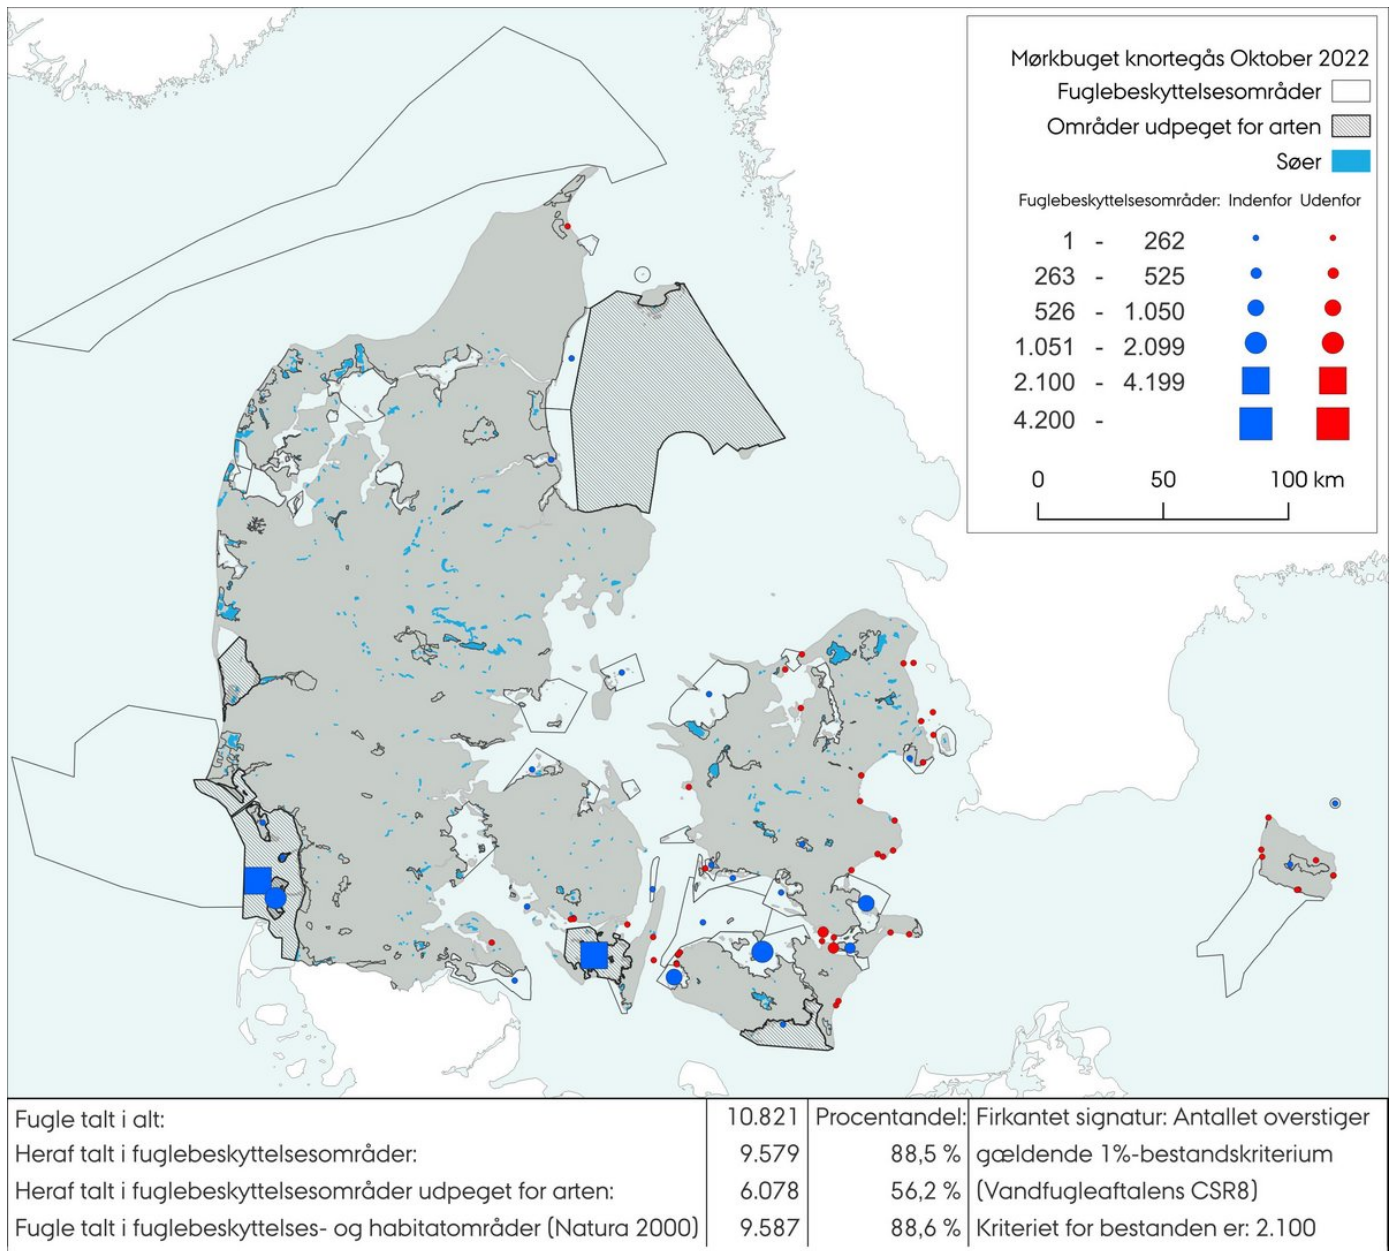 Mørkbuget knortegås Oktober 2022
Fuglebeskyttelsesområder
Områder udpeget for arten
Søer
Fuglebeskyttelsesområder: Indenfor Udenfor
1 - 262
263 - 525
526 - 1.050
1.051 - 2.099
2.100 - 4.199
4.200 -
0 50 100 km
Fugle talt i alt: 10.821 Procentandel: Firkantet signatur: Antallet overstiger
Heraf talt i fuglebeskyttelsesområder: 9.579 88,5 % gældende 1%-bestandskriterium
Heraf talt i fuglebeskyttelsesområder udpeget for arten: 6.078 56,2 % (Vandfugleaftalens CSR8)
Fugle talt i fuglebeskyttelses- og habitatområder (Natura 2000) 9.587 88,6 % Kriteriet for bestanden er: 2.100